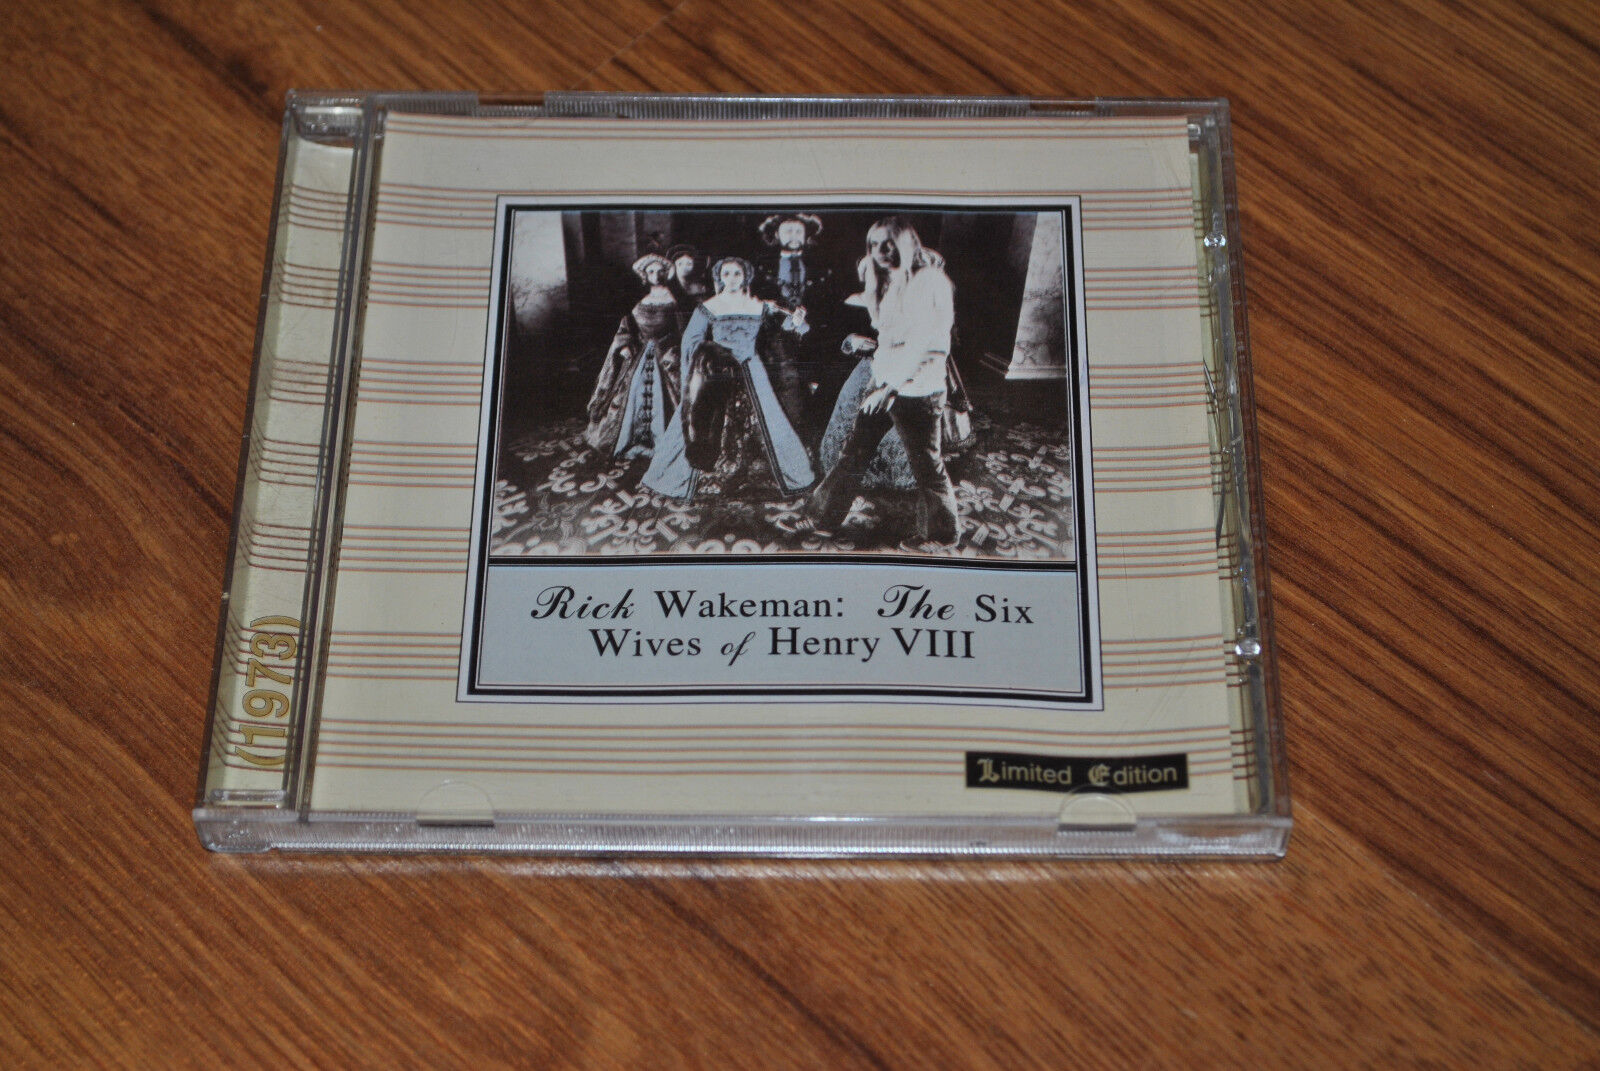 Rick Wakeman: The Six
Wives of Henry VIII
Limited Edition
(1973)